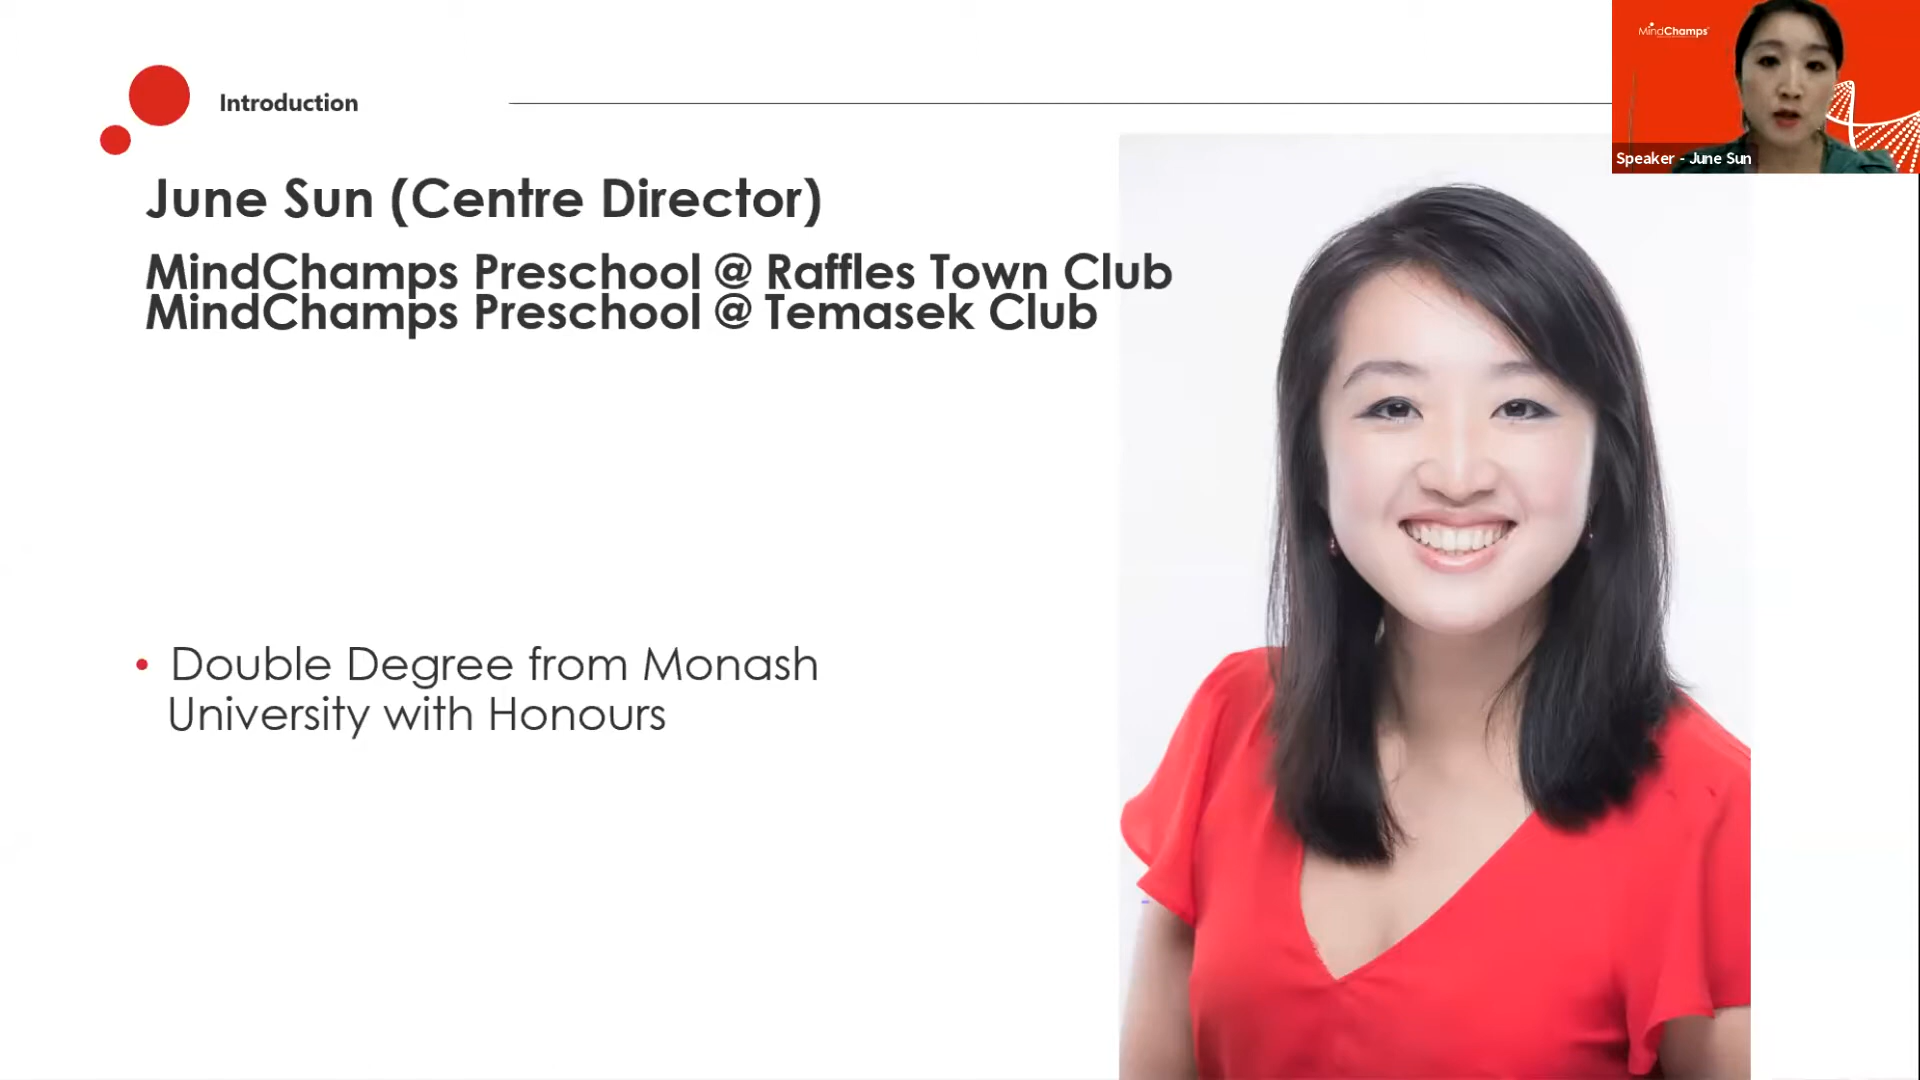 Introduction
MindChamps
Speaker - June Sun
June Sun (Centre Director)
MindChamps Preschool @ Raffles Town Club
MindChamps Preschool @ Temasek Club
• Double Degree from Monash
University with Honours